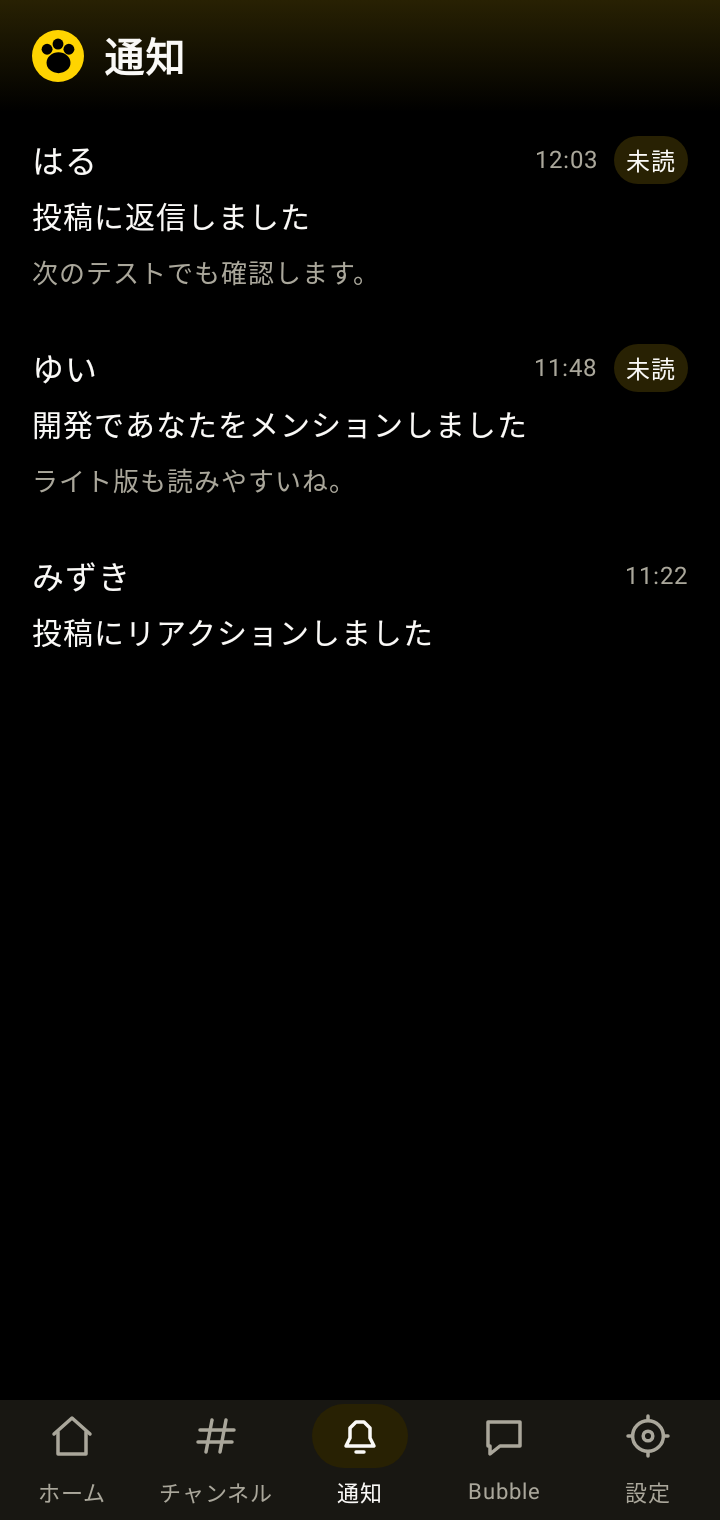 通知
はる 12:03 未読
投稿に返信しました
次のテストでも確認します。
ゆい 11:48 未読
開発であなたをメンションしました
ライト版も読みやすいね。
みずき 11:22
投稿にリアクションしました
ホーム チャンネル 通知 Bubble 設定